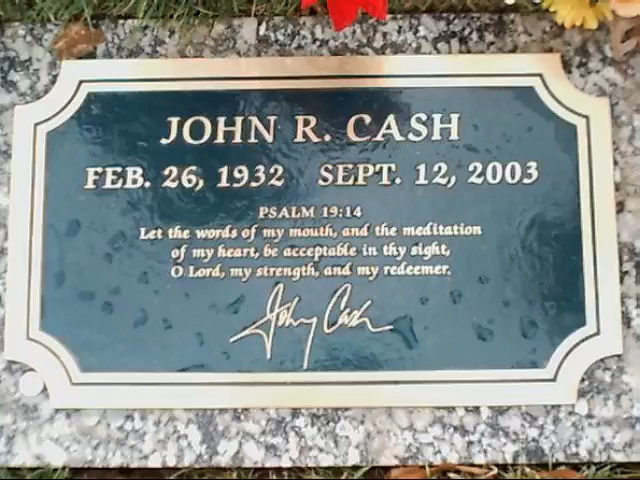 JOHN R. CASH
FEB. 26, 1932 SEPT. 12, 2003
PSALM 19:14
Let the words of my mouth, and the meditation
of my heart, be acceptable in thy sight,
O Lord, my strength, and my redeemer.
Johny Cash